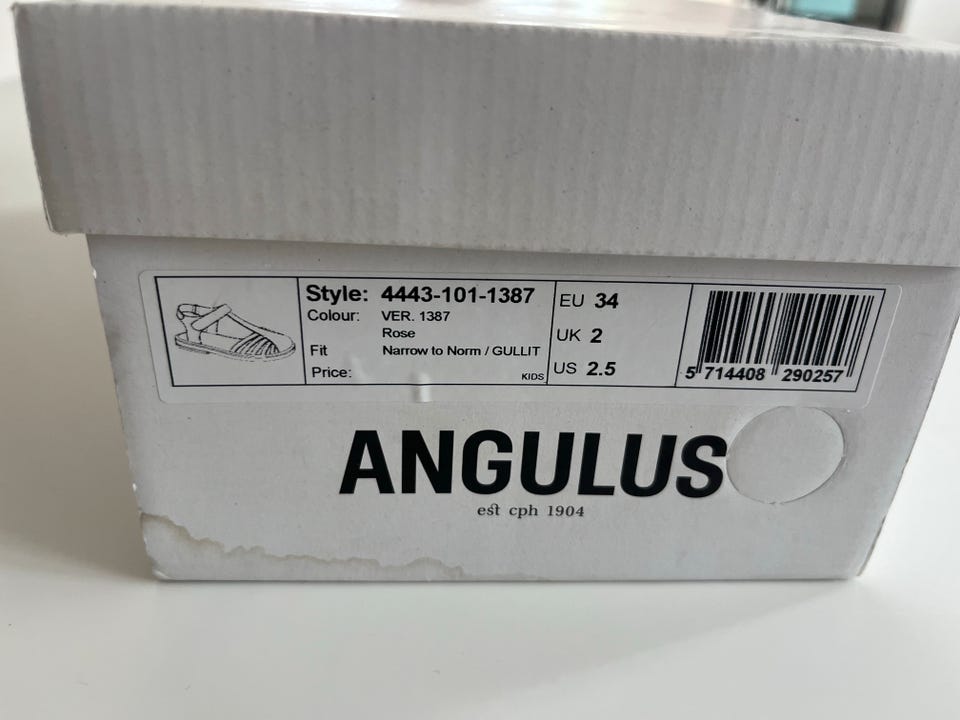 Style: 4443-101-1387
Colour: VER. 1387
Rose
Fit Narrow to Norm / GULLIT
Price:
KIDS
EU 34
UK 2
US 2.5
5 714408 290257
ANGULUS
est cph 1904